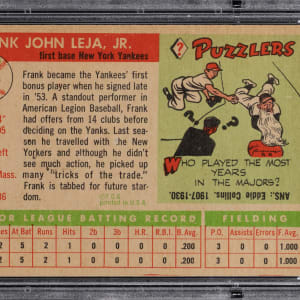 NK JOHN LEJA, JR.
first base New York Yankees
Frank became the Yankees' first
bonus player when he signed late
in '53. A standout performer in
American Legion Baseball, Frank
had offers from 14 clubs before
deciding on the Yanks. Last sea-
son he travelled with the New
Yorkers and although he didn't
see much action, he picked up
many "tricks of the trade."
Frank is tabbed for future star-
dom.
printed in U.S.A.
?
PUZZLERS
WHO PLAYED THE MOST
YEARS
IN THE MAJORS?
ANS.: Eddie Collins: 1907-1930.
OR LEAGUE BATTING RECORD
FIELDING
At Bat Runs Hits 2b 3b H.R. R.B.I. B. Avg. P.O. Assists Errors F. Avg.
5 2 1 0 0 0 0 .200 3 0 0 1.000
5 2 1 0 0 0 0 .200 3 0 0 1.000